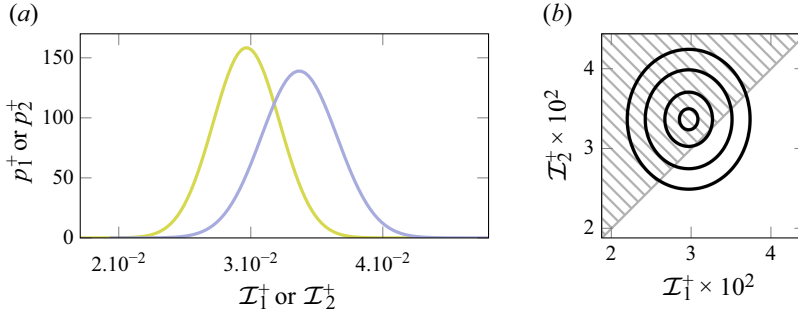 (a)
150
100
50
0
p₁⁺ or p₂⁺
2.10⁻² 3.10⁻² 4.10⁻²
ℐ₁⁺ or ℐ₂⁺
(b)
4
3
2
ℐ₂⁺ × 10²
2 3 4
ℐ₁⁺ × 10²